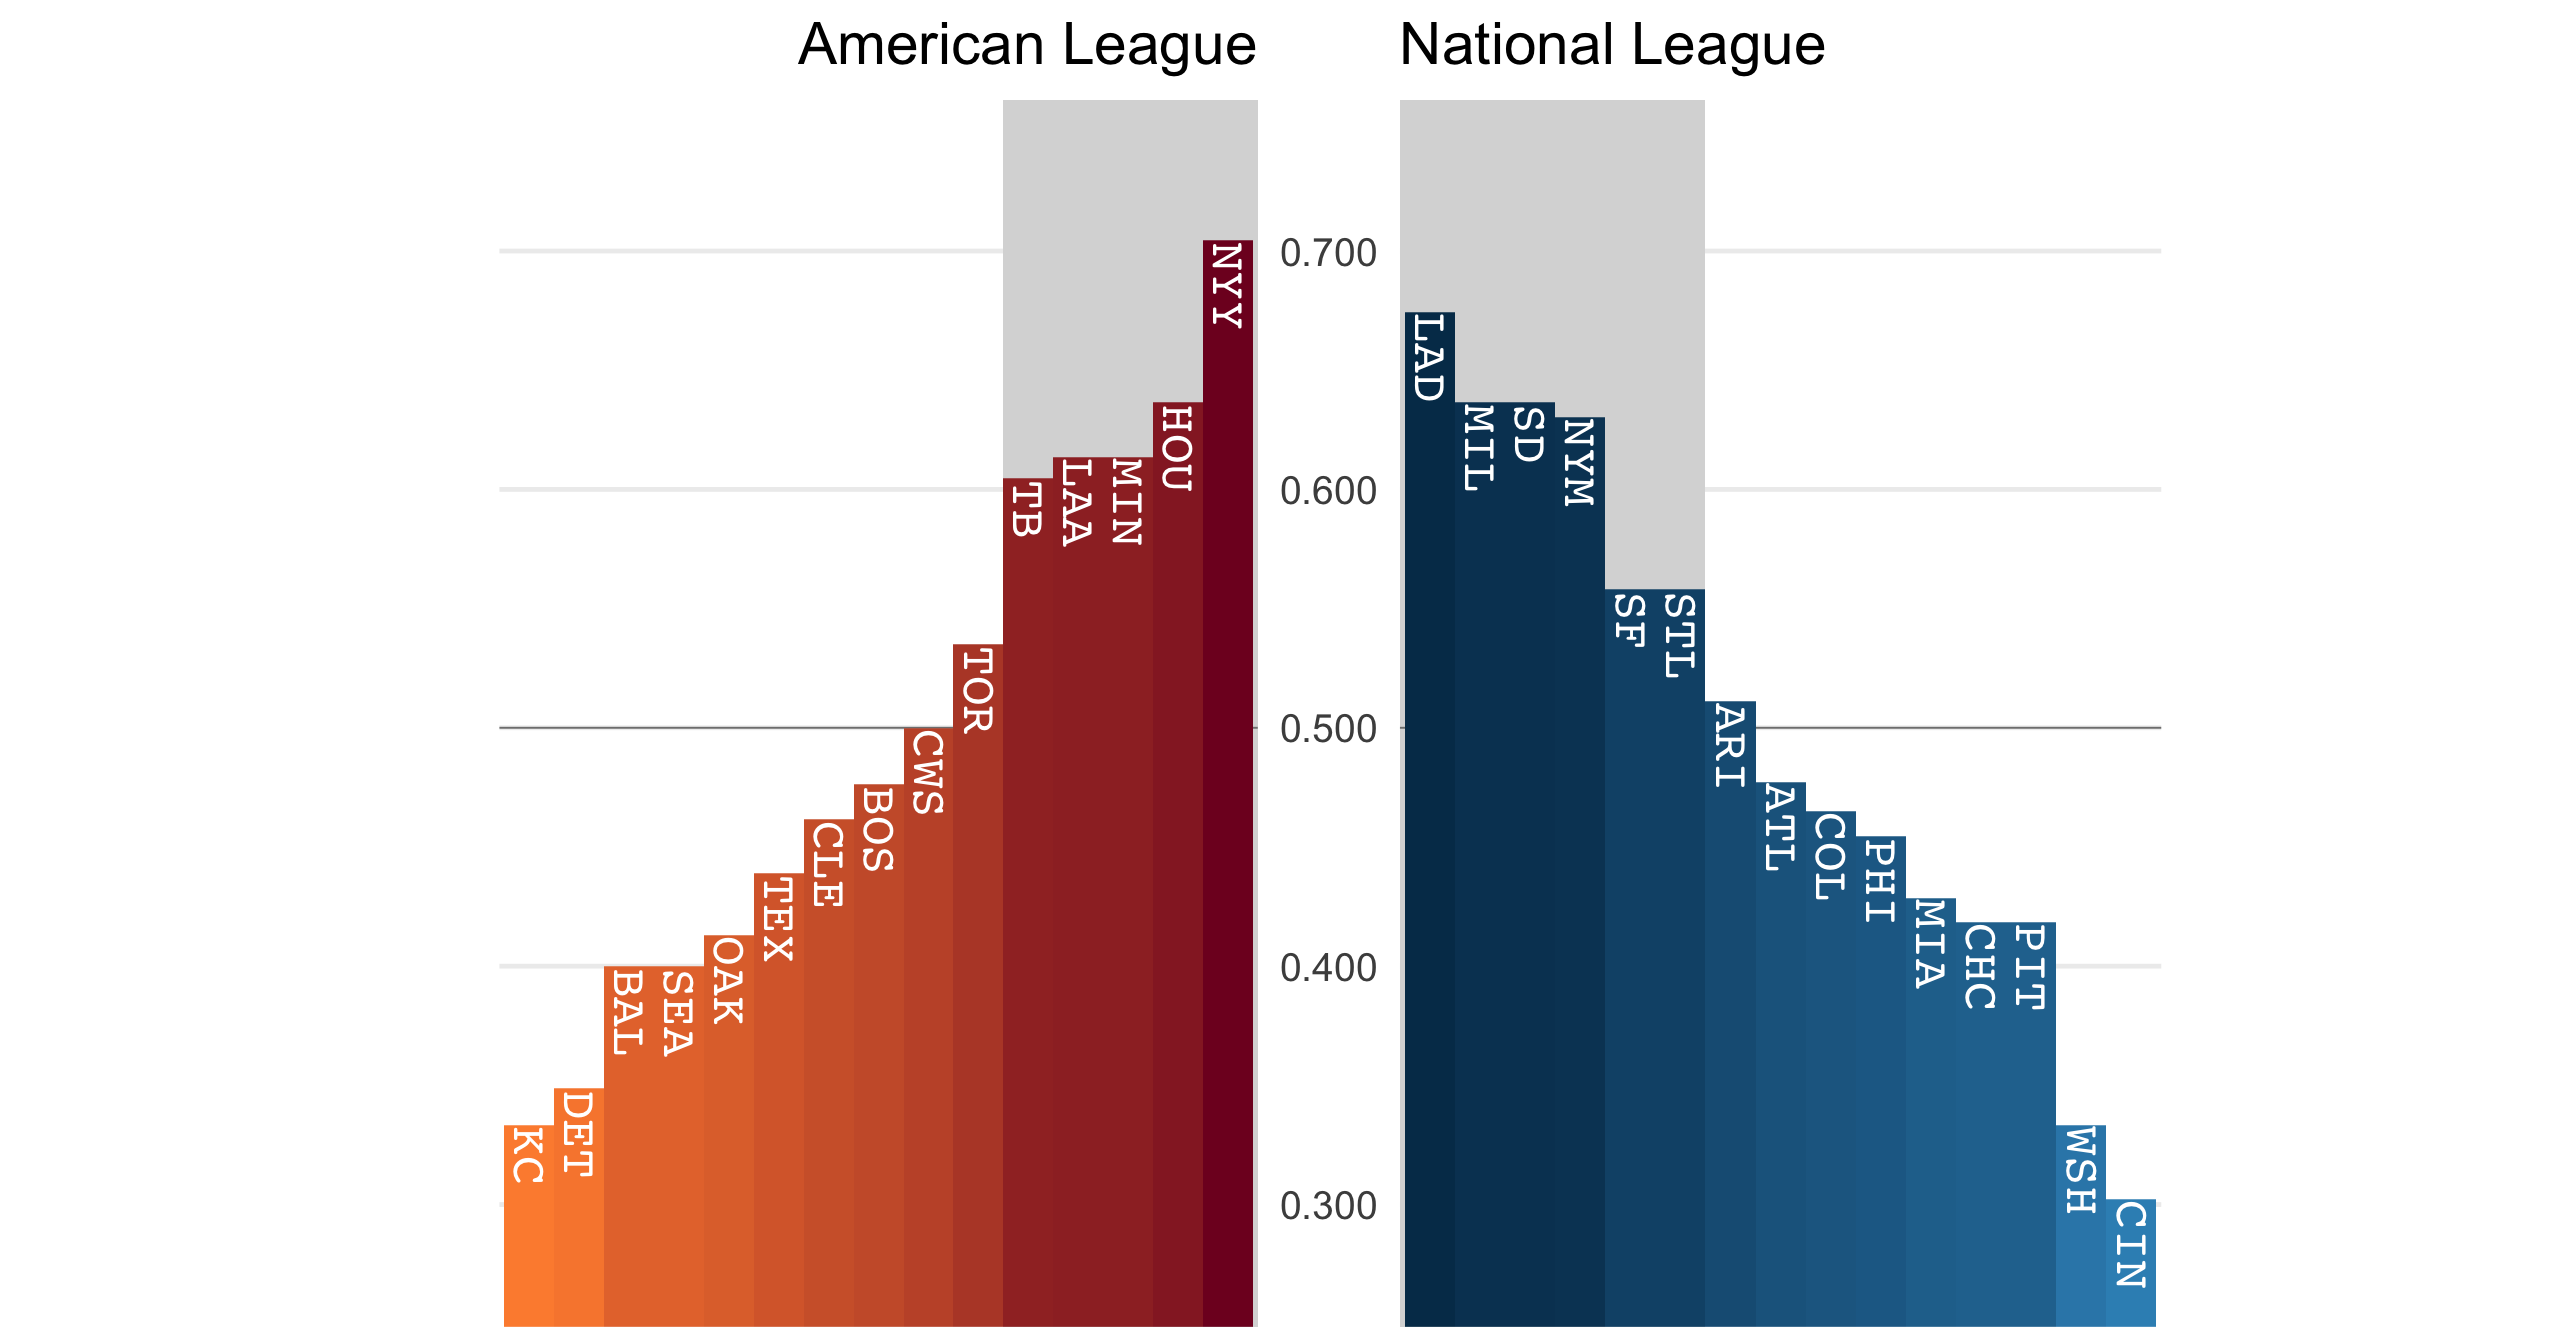 American League
National League
0.700
0.600
0.500
0.400
0.300
KC
DET
BAL
SEA
OAK
TEX
CLE
BOS
CWS
TOR
TB
LAA
MIN
HOU
NYY
LAD
MIL
SD
NYM
SF
STL
ARI
ATL
COL
PHI
MIA
CHC
PIT
WSH
CIN